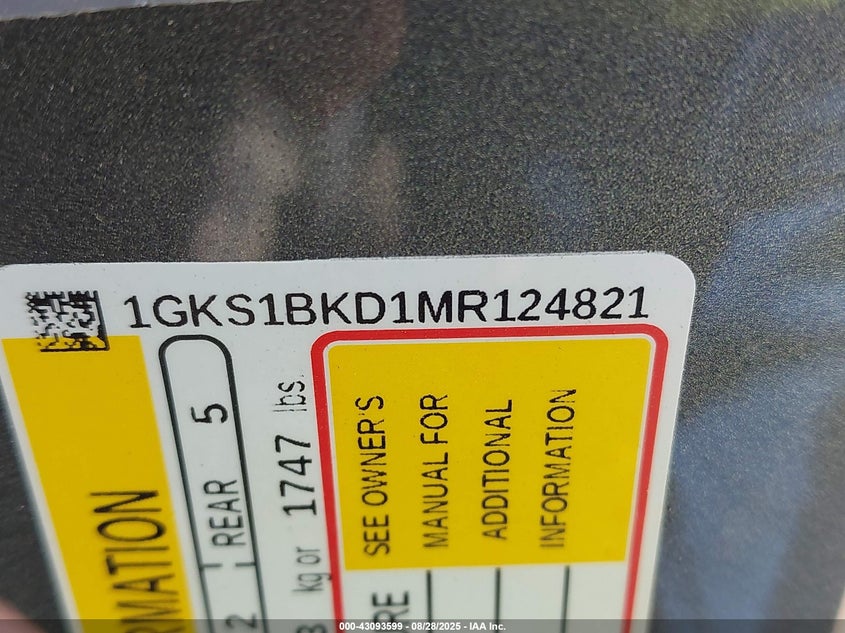 1GKS1BKD1MR124821
RMATION
2 REAR 5
kg or 1747 lbs.
SEE OWNER'S
MANUAL FOR
ADDITIONAL
INFORMATION
RE
000-43093599 - 08/28/2025 - IAA Inc.